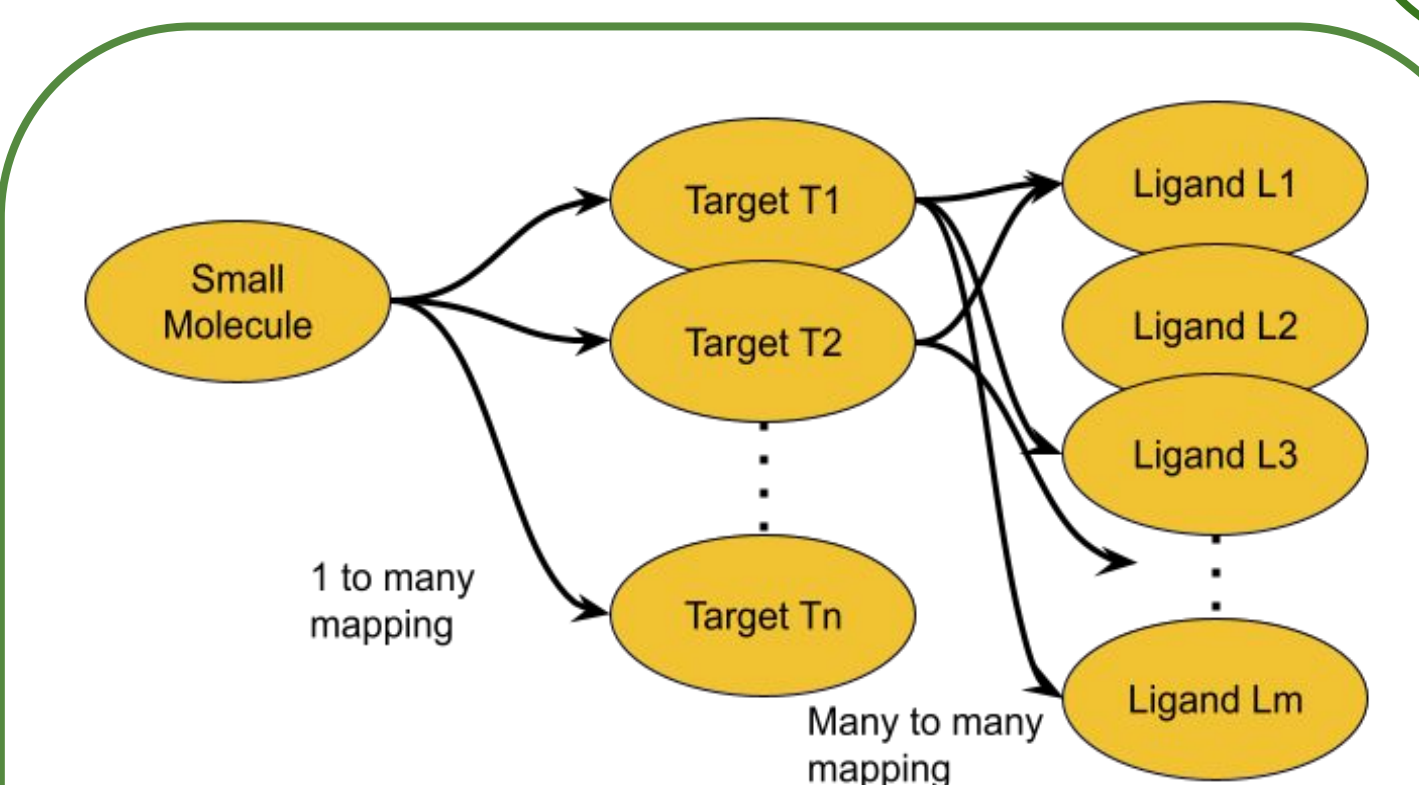 Small
Molecule
1 to many
mapping
Target T1
Target T2
Target Tn
Many to many
mapping
Ligand L1
Ligand L2
Ligand L3
Ligand Lm